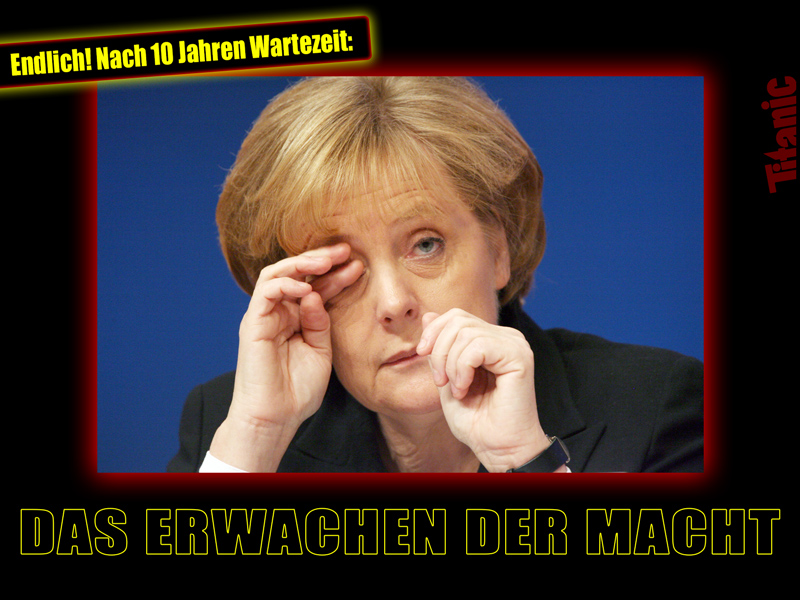 Endlich! Nach 10 Jahren Wartezeit:
Titanic
DAS ERWACHEN DER MACHT